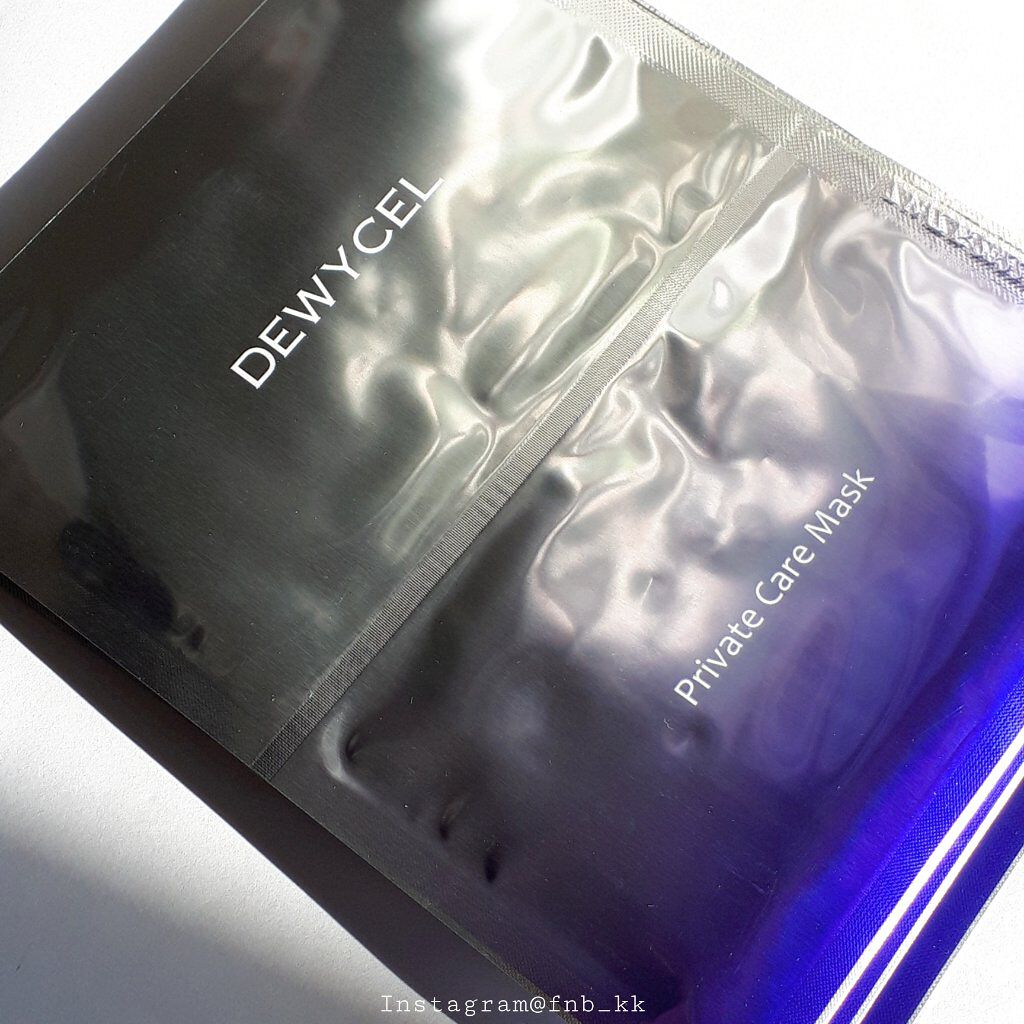 DEWYCEL
Private Care Mask
Instagram@fnb_kk